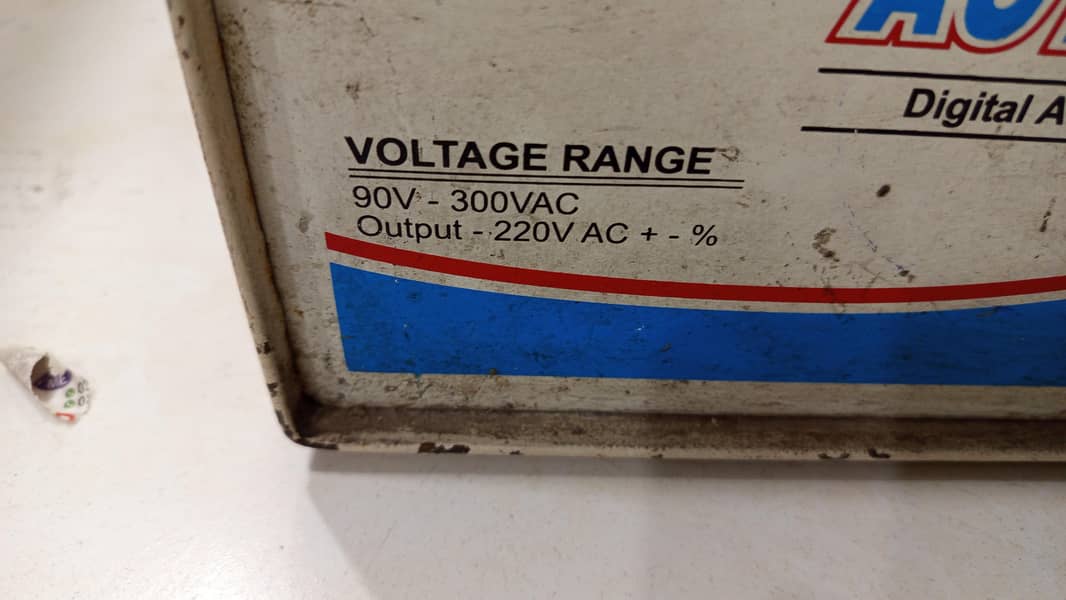 Digital A
VOLTAGE RANGE
90V - 300VAC
Output - 220V AC + - %